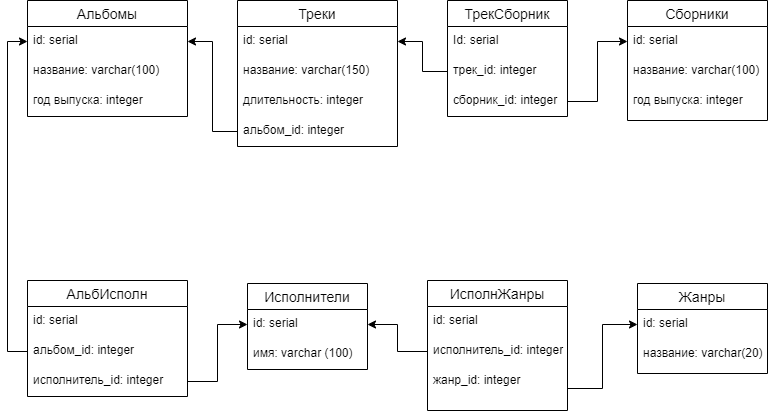 Альбомы
id: serial
название: varchar(100)
год выпуска: integer
Треки
id: serial
название: varchar(150)
длительность: integer
альбом_id: integer
ТрекСборник
Id: serial
трек_id: integer
сборник_id: integer
Сборники
id: serial
название: varchar(100)
год выпуска: integer
АльбИсполн
id: serial
альбом_id: integer
исполнитель_id: integer
Исполнители
id: serial
имя: varchar (100)
ИсполнЖанры
id: serial
исполнитель_id: integer
жанр_id: integer
Жанры
id: serial
название: varchar(20)